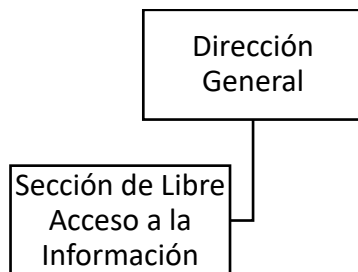 Dirección
General
Sección de Libre
Acceso a la
Información